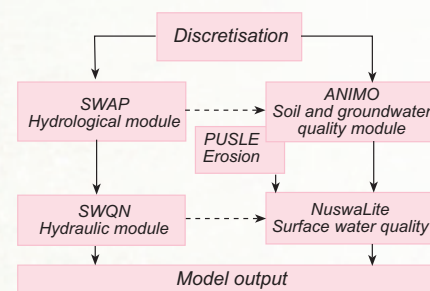 Discretisation
SWAP
Hydrological module
ANIMO
Soil and groundwater
quality module
PUSLE
Erosion
SWQN
Hydraulic module
NuswaLite
Surface water quality
Model output